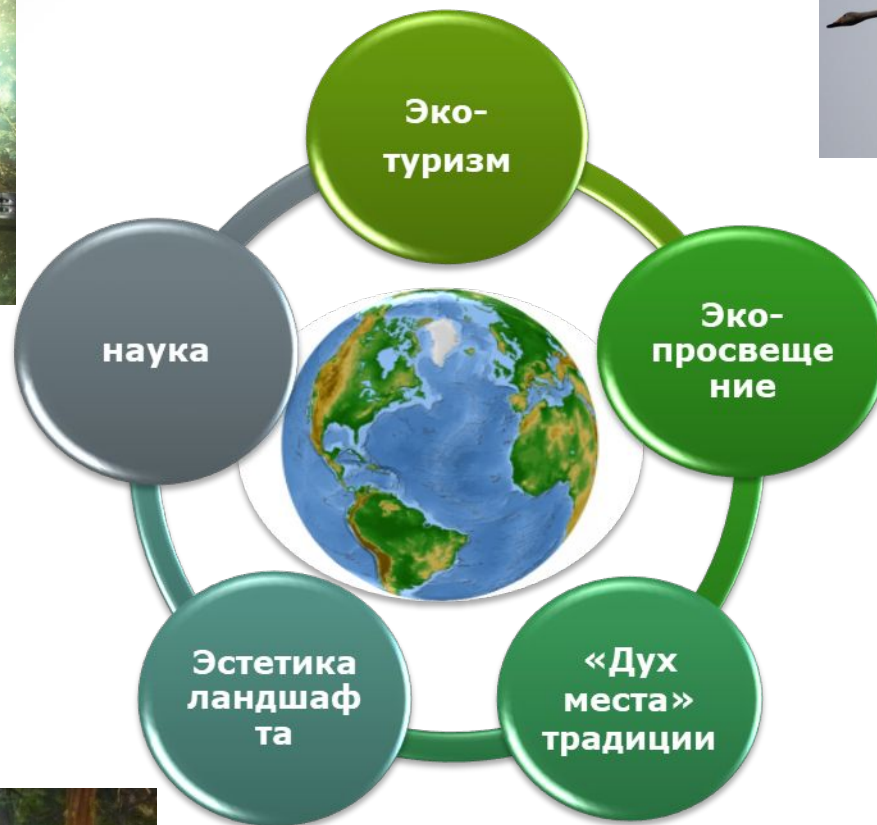 Эко-
туризм
Эко-
просвеще
ние
«Дух
места»
традиции
Эстетика
ландшаф
та
наука